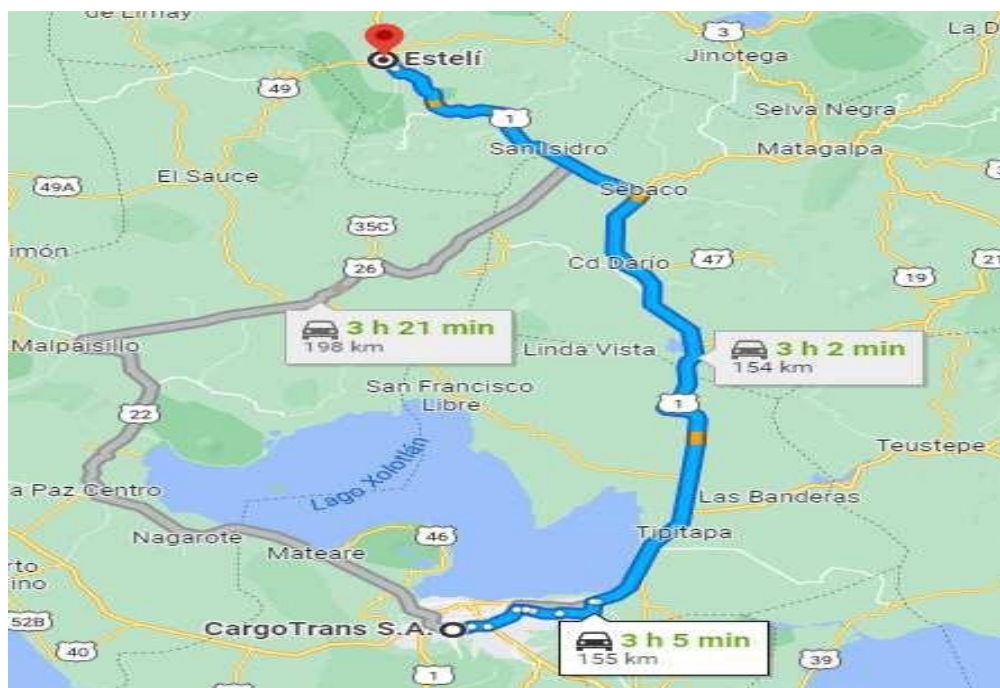 de Limay
3
La D
Jinotega
Estelí
49
Selva Negra
1
San Isidro
Matagalpa
El Sauce
49A
Sébaco
35C
imón
Cd Darío
47
26
21
19
3 h 21 min
198 km
Malpaisillo
Linda Vista
3 h 2 min
154 km
San Francisco
Libre
1
22
Teustepe
Lago Xolotlán
a Paz Centro
Las Banderas
Nagarote
46
Tipitapa
Mateare
rto
ino
52B
CargoTrans S.A.
3 h 5 min
155 km
40
1
39